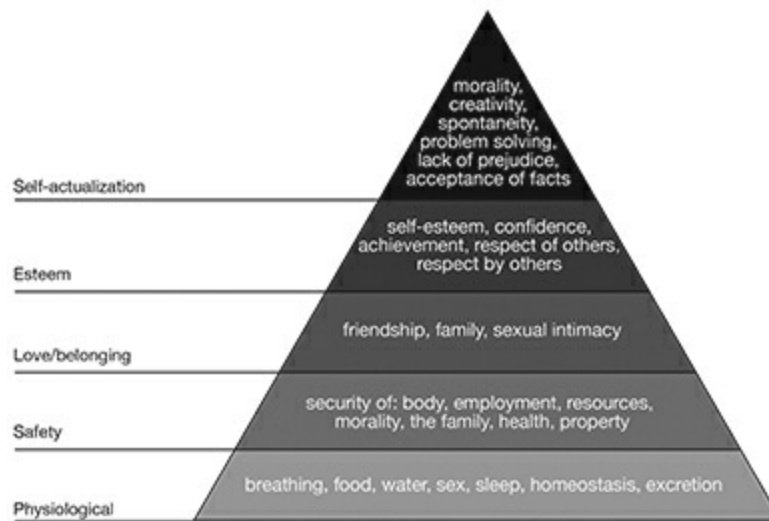 morality,
creativity,
spontaneity,
problem solving,
lack of prejudice,
acceptance of facts
Self-actualization
self-esteem, confidence,
achievement, respect of others,
respect by others
Esteem
friendship, family, sexual intimacy
Love/belonging
security of: body, employment, resources,
morality, the family, health, property
Safety
breathing, food, water, sex, sleep, homeostasis, excretion
Physiological